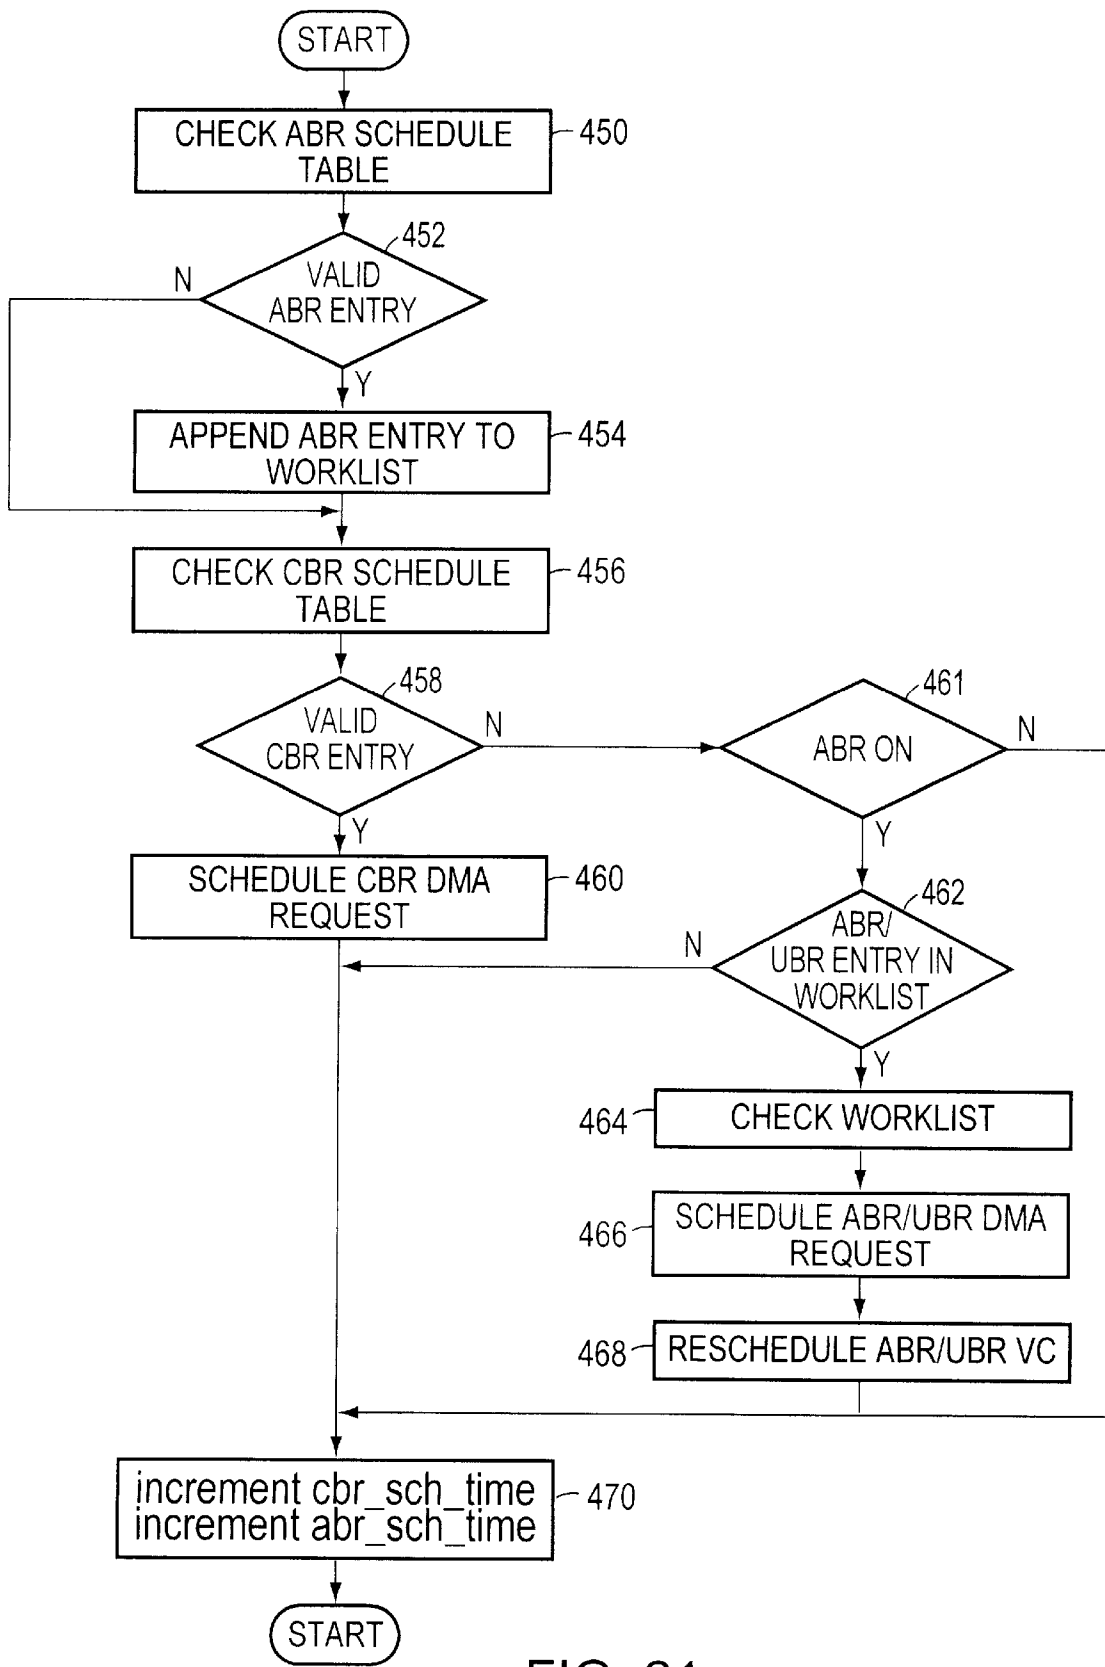 START
CHECK ABR SCHEDULE
TABLE
450
452
VALID
ABR ENTRY
N
Y
APPEND ABR ENTRY TO
WORKLIST
454
CHECK CBR SCHEDULE
TABLE
456
458
VALID
CBR ENTRY
N
Y
461
ABR ON
N
Y
SCHEDULE CBR DMA
REQUEST
460
462
ABR/
UBR ENTRY IN
WORKLIST
N
Y
464
CHECK WORKLIST
466
SCHEDULE ABR/UBR DMA
REQUEST
468
RESCHEDULE ABR/UBR VC
increment cbr_sch_time
increment abr_sch_time
470
START